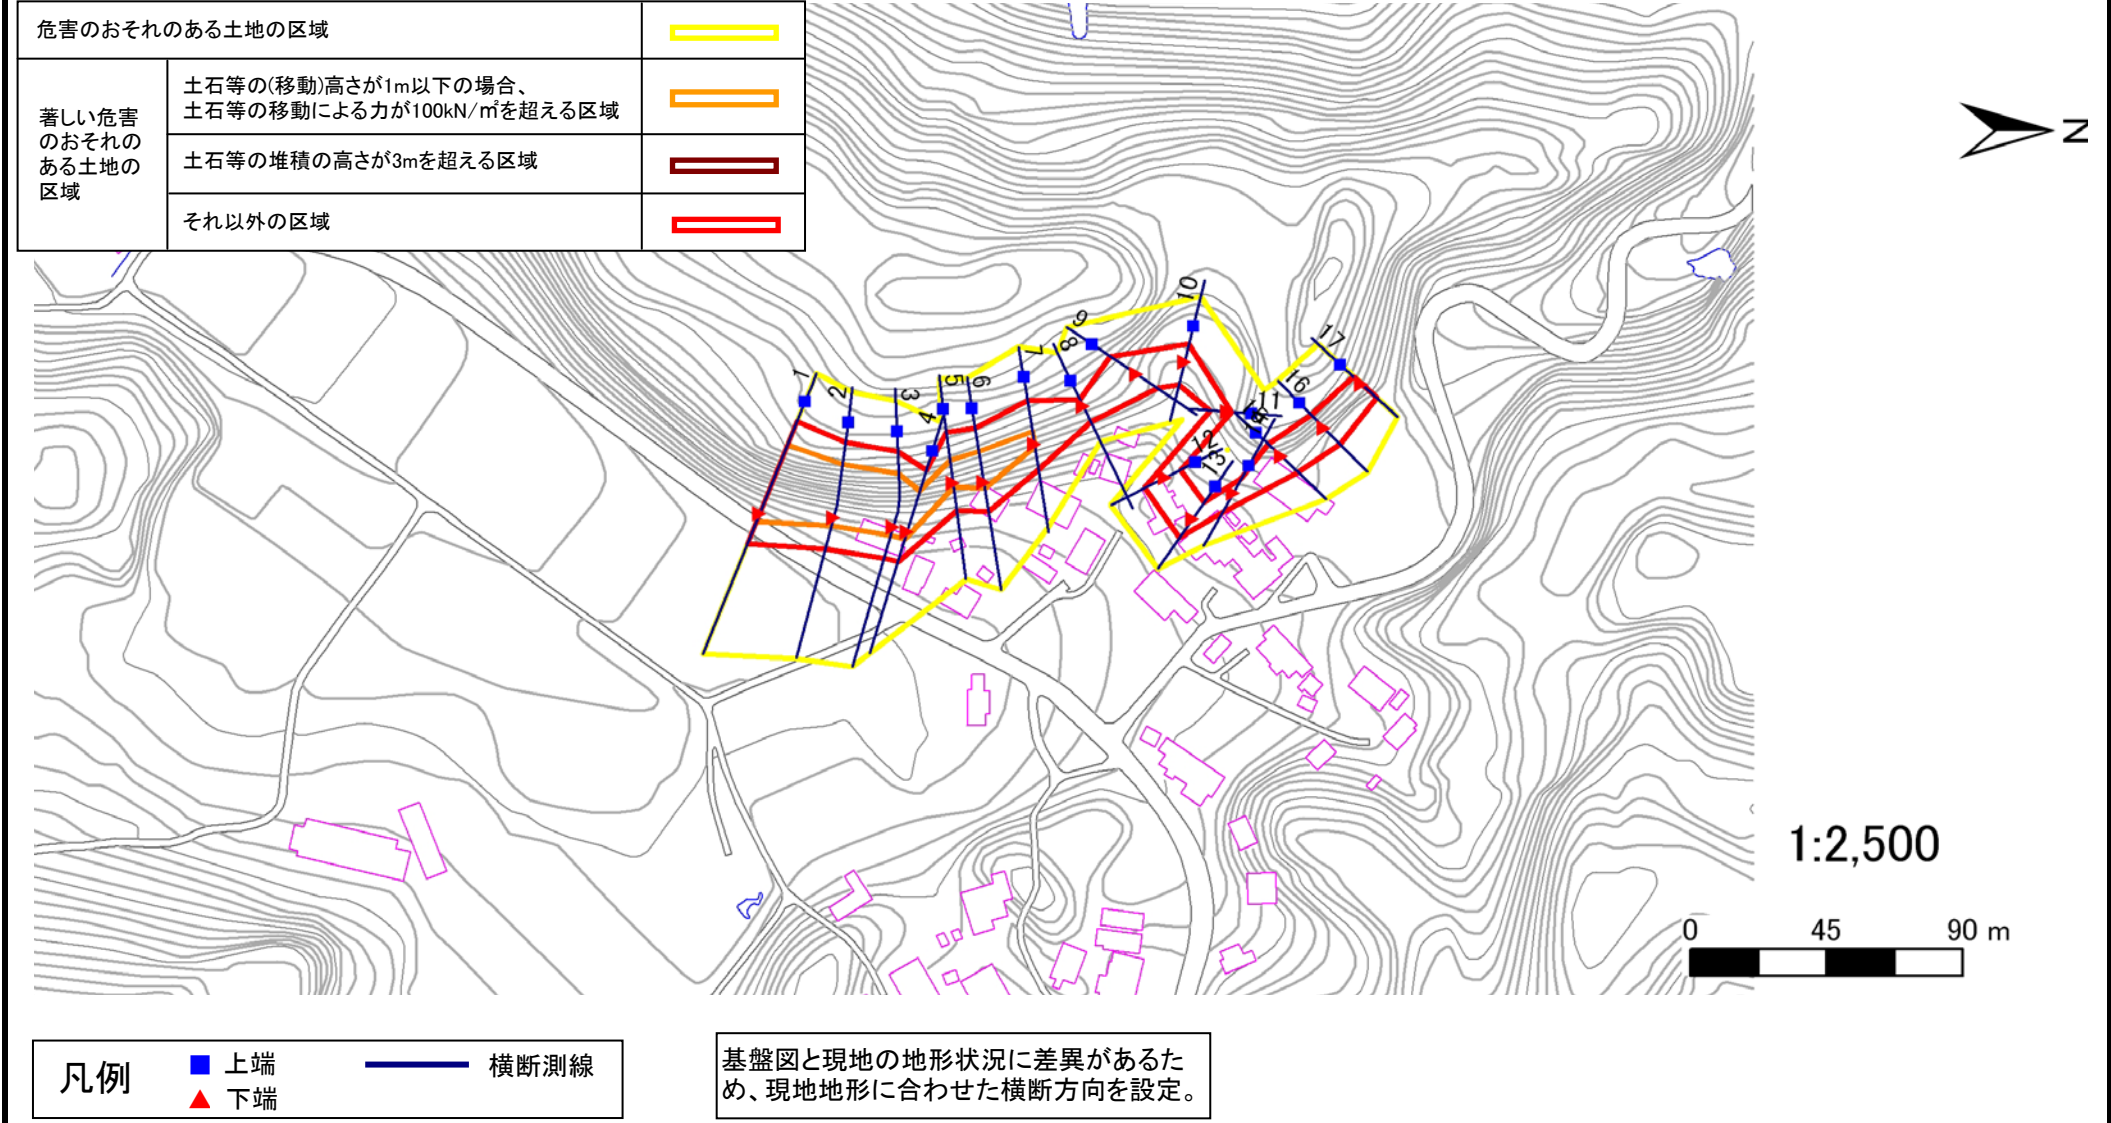 危害のおそれのある土地の区域
著しい危害
のおそれの
ある土地の
区域
土石等の(移動)高さが1m以下の場合、
土石等の移動による力が100kN/㎡を超える区域
土石等の堆積の高さが3mを超える区域
それ以外の区域
N
1
2
3
4
5
6
7
8
9
10
11
12
13
16
17
1:2,500
0 45 90 m
凡例
上端
横断測線
下端
基盤図と現地の地形状況に差異があるた
め、現地地形に合わせた横断方向を設定。